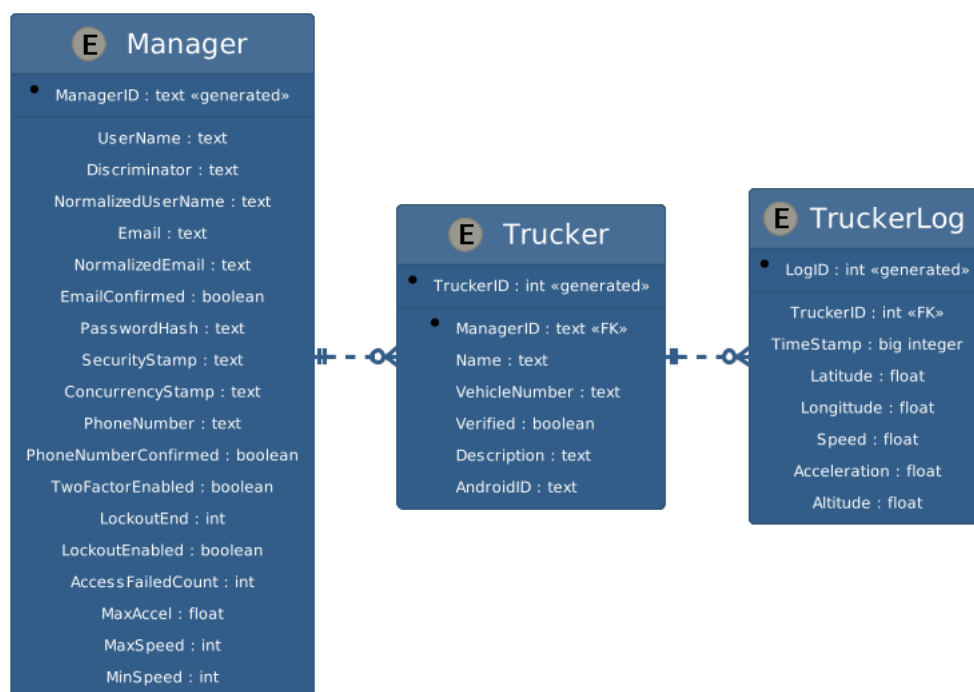 E Manager
ManagerID : text «generated»
UserName : text
Discriminator : text
NormalizedUserName : text
Email : text
NormalizedEmail : text
EmailConfirmed : boolean
PasswordHash : text
SecurityStamp : text
ConcurrencyStamp : text
PhoneNumber : text
PhoneNumberConfirmed : boolean
TwoFactorEnabled : boolean
LockoutEnd : int
LockoutEnabled : boolean
AccessFailedCount : int
MaxAccel : float
MaxSpeed : int
MinSpeed : int
E Trucker
TruckerID : int «generated»
ManagerID : text «FK»
Name : text
VehicleNumber : text
Verified : boolean
Description : text
AndroidID : text
E TruckerLog
LogID : int «generated»
TruckerID : int «FK»
TimeStamp : big integer
Latitude : float
Longittude : float
Speed : float
Acceleration : float
Altitude : float